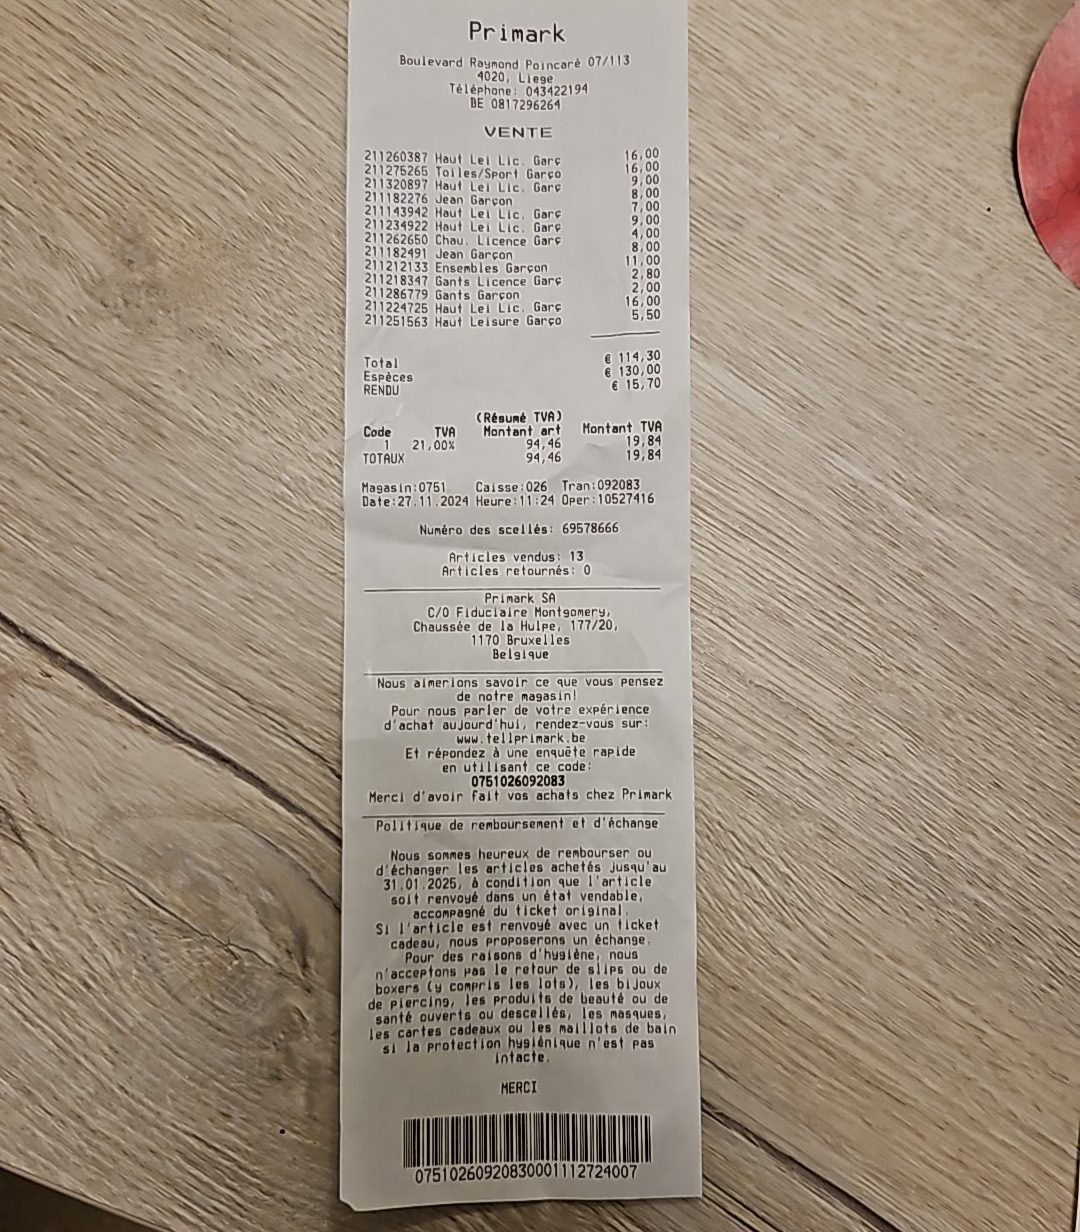 Primark
Boulevard Raymond Poincaré 07/113
4020, Liege
Téléphone: 043422194
BE 0817296264
VENTE
211260387 Haut Lei Lic. Garç 16,00
211275265 Toiles/Sport Garço 16,00
211320897 Haut Lei Lic. Garç 9,00
211182276 Jean Garçon 8,00
211143942 Haut Lei Lic. Garç 7,00
211234922 Haut Lei Lic. Garç 9,00
211262650 Chau. Licence Garç 4,00
211182491 Jean Garçon 8,00
211212133 Ensembles Garçon 11,00
211218347 Gants Licence Garç 2,80
211286779 Gants Garçon 2,00
211224725 Haut Lei Lic. Garç 16,00
211251563 Haut Leisure Garço 5,50
Total € 114,30
Espèces € 130,00
RENDU € 15,70
(Résumé TVA)
Code TVA Montant art Montant TVA
1 21,00% 94,46 19,84
TOTAUX 94,46 19,84
Magasin:0751 Caisse:026 Tran:092083
Date:27.11.2024 Heure:11:24 Oper:10527416
Numéro des scellés: 69578666
Articles vendus: 13
Articles retournés: 0
Primark SA
C/O Fiduciaire Montgomery,
Chaussée de la Hulpe, 177/20,
1170 Bruxelles
Belgique
Nous aimerions savoir ce que vous pensez
de notre magasin!
Pour nous parler de votre expérience
d'achat aujourd'hui, rendez-vous sur:
www.tellprimark.be
Et répondez à une enquête rapide
en utilisant ce code:
0751026092083
Merci d'avoir fait vos achats chez Primark
Politique de remboursement et d'échange
Nous sommes heureux de rembourser ou
d'échanger les articles achetés jusqu'au
31.01.2025, à condition que l'article
soit renvoyé dans un état vendable,
accompagné du ticket original.
Si l'article est renvoyé avec un ticket
cadeau, nous proposerons un échange.
Pour des raisons d'hygiène, nous
n'acceptons pas le retour de slips ou de
boxers (y compris les lots), les bijoux
de piercing, les produits de beauté ou de
santé ouverts ou descellés, les masques,
les cartes cadeaux ou les maillots de bain
si la protection hygiénique n'est pas
intacte.
MERCI
07510260920830001112724007